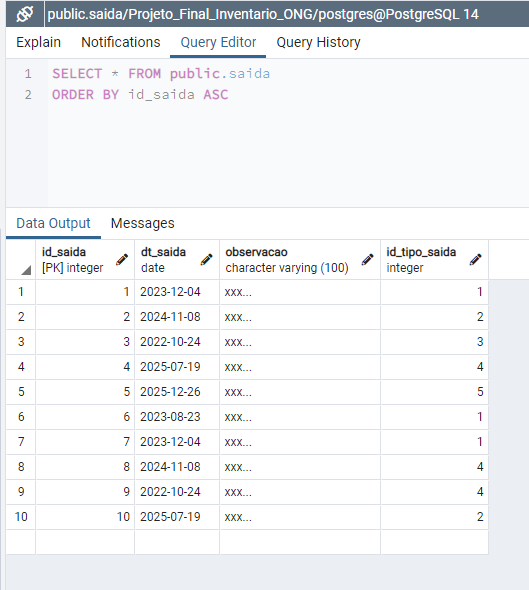 public.saida/Projeto_Final_Inventario_ONG/postgres@PostgreSQL 14
Explain Notifications Query Editor Query History
1 SELECT * FROM public.saida
2 ORDER BY id_saida ASC
Data Output Messages
id_saida dt_saida observacao id_tipo_saida
[PK] integer date character varying (100) integer
1 1 2023-12-04 xxx... 1
2 2 2024-11-08 xxx... 2
3 3 2022-10-24 xxx... 3
4 4 2025-07-19 xxx... 4
5 5 2025-12-26 xxx... 5
6 6 2023-08-23 xxx... 1
7 7 2023-12-04 xxx... 1
8 8 2024-11-08 xxx... 4
9 9 2022-10-24 xxx... 4
10 10 2025-07-19 xxx... 2